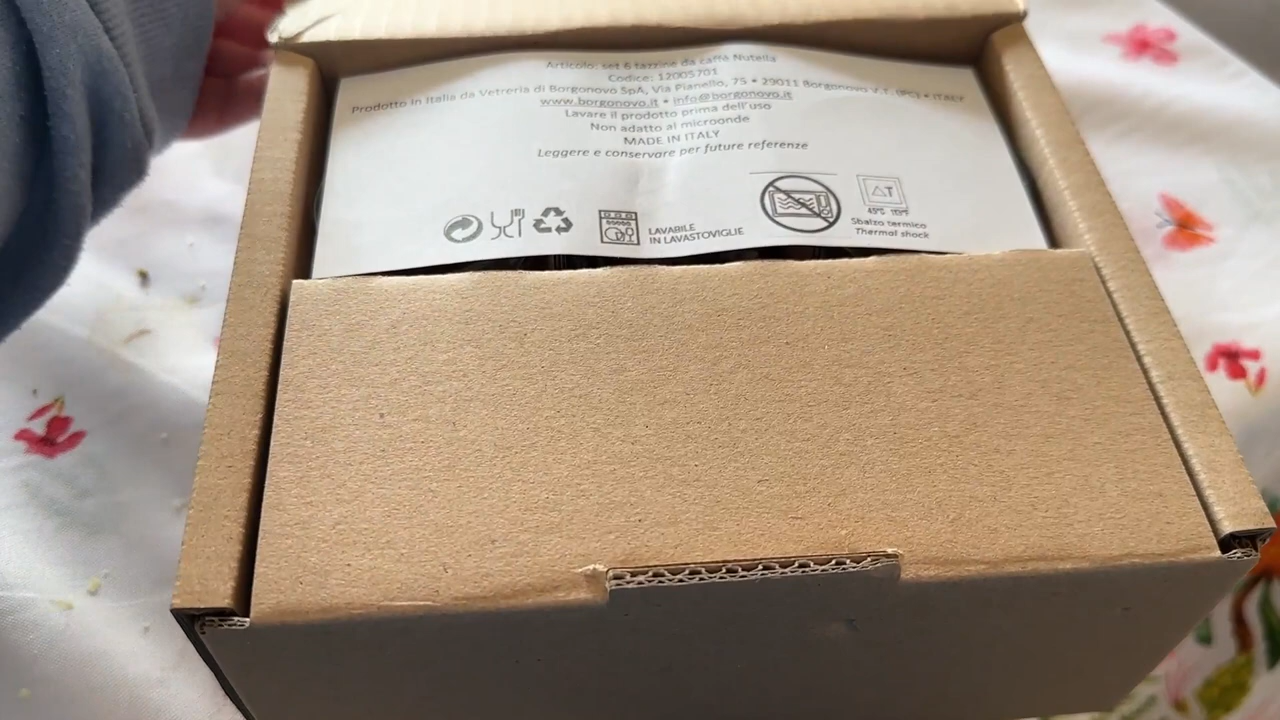 Articolo: set 6 tazzine da caffè Nutella
Codice: 12005701
Prodotto in Italia da Vetreria di Borgonovo SpA, Via Pianello, 75 • 29011 Borgonovo V.T. (PC) • ITALY
www.borgonovo.it • info@borgonovo.it
Lavare il prodotto prima dell'uso
Non adatto al microonde
MADE IN ITALY
Leggere e conservare per future referenze
LAVABILE
IN LAVASTOVIGLIE
ΔT
Sbalzo termico
Thermal shock